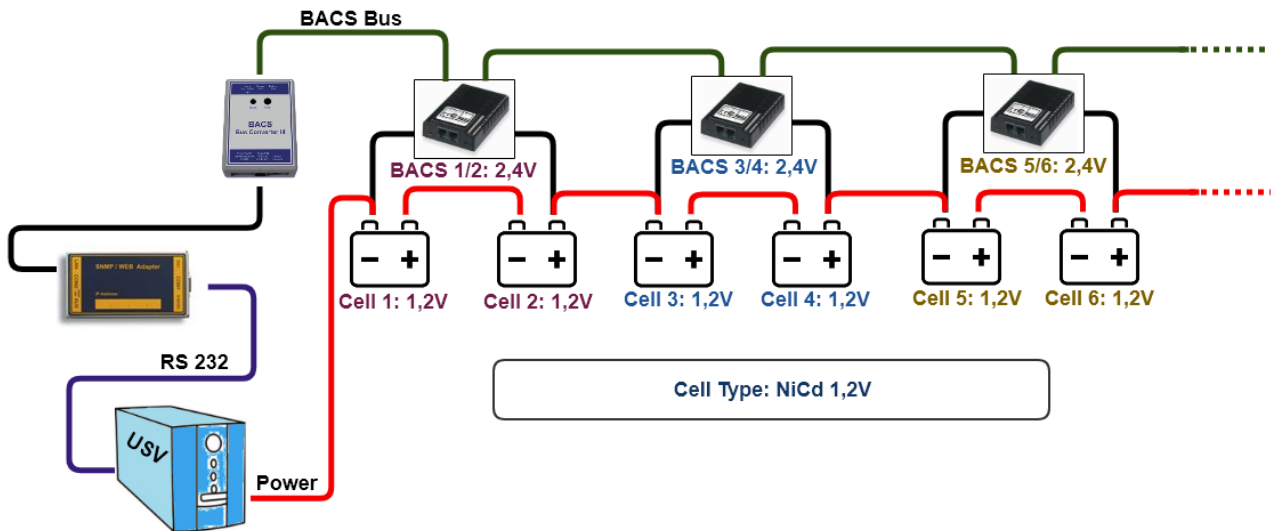 BACS Bus
BACS
Bus Converter III
BACS 1/2: 2,4V
BACS 3/4: 2,4V
BACS 5/6: 2,4V
- +
- +
- +
- +
- +
- +
Cell 1: 1,2V
Cell 2: 1,2V
Cell 3: 1,2V
Cell 4: 1,2V
Cell 5: 1,2V
Cell 6: 1,2V
SNMP / WEB Adapter
IP Address:
RS 232
Cell Type: NiCd 1,2V
USV
Power